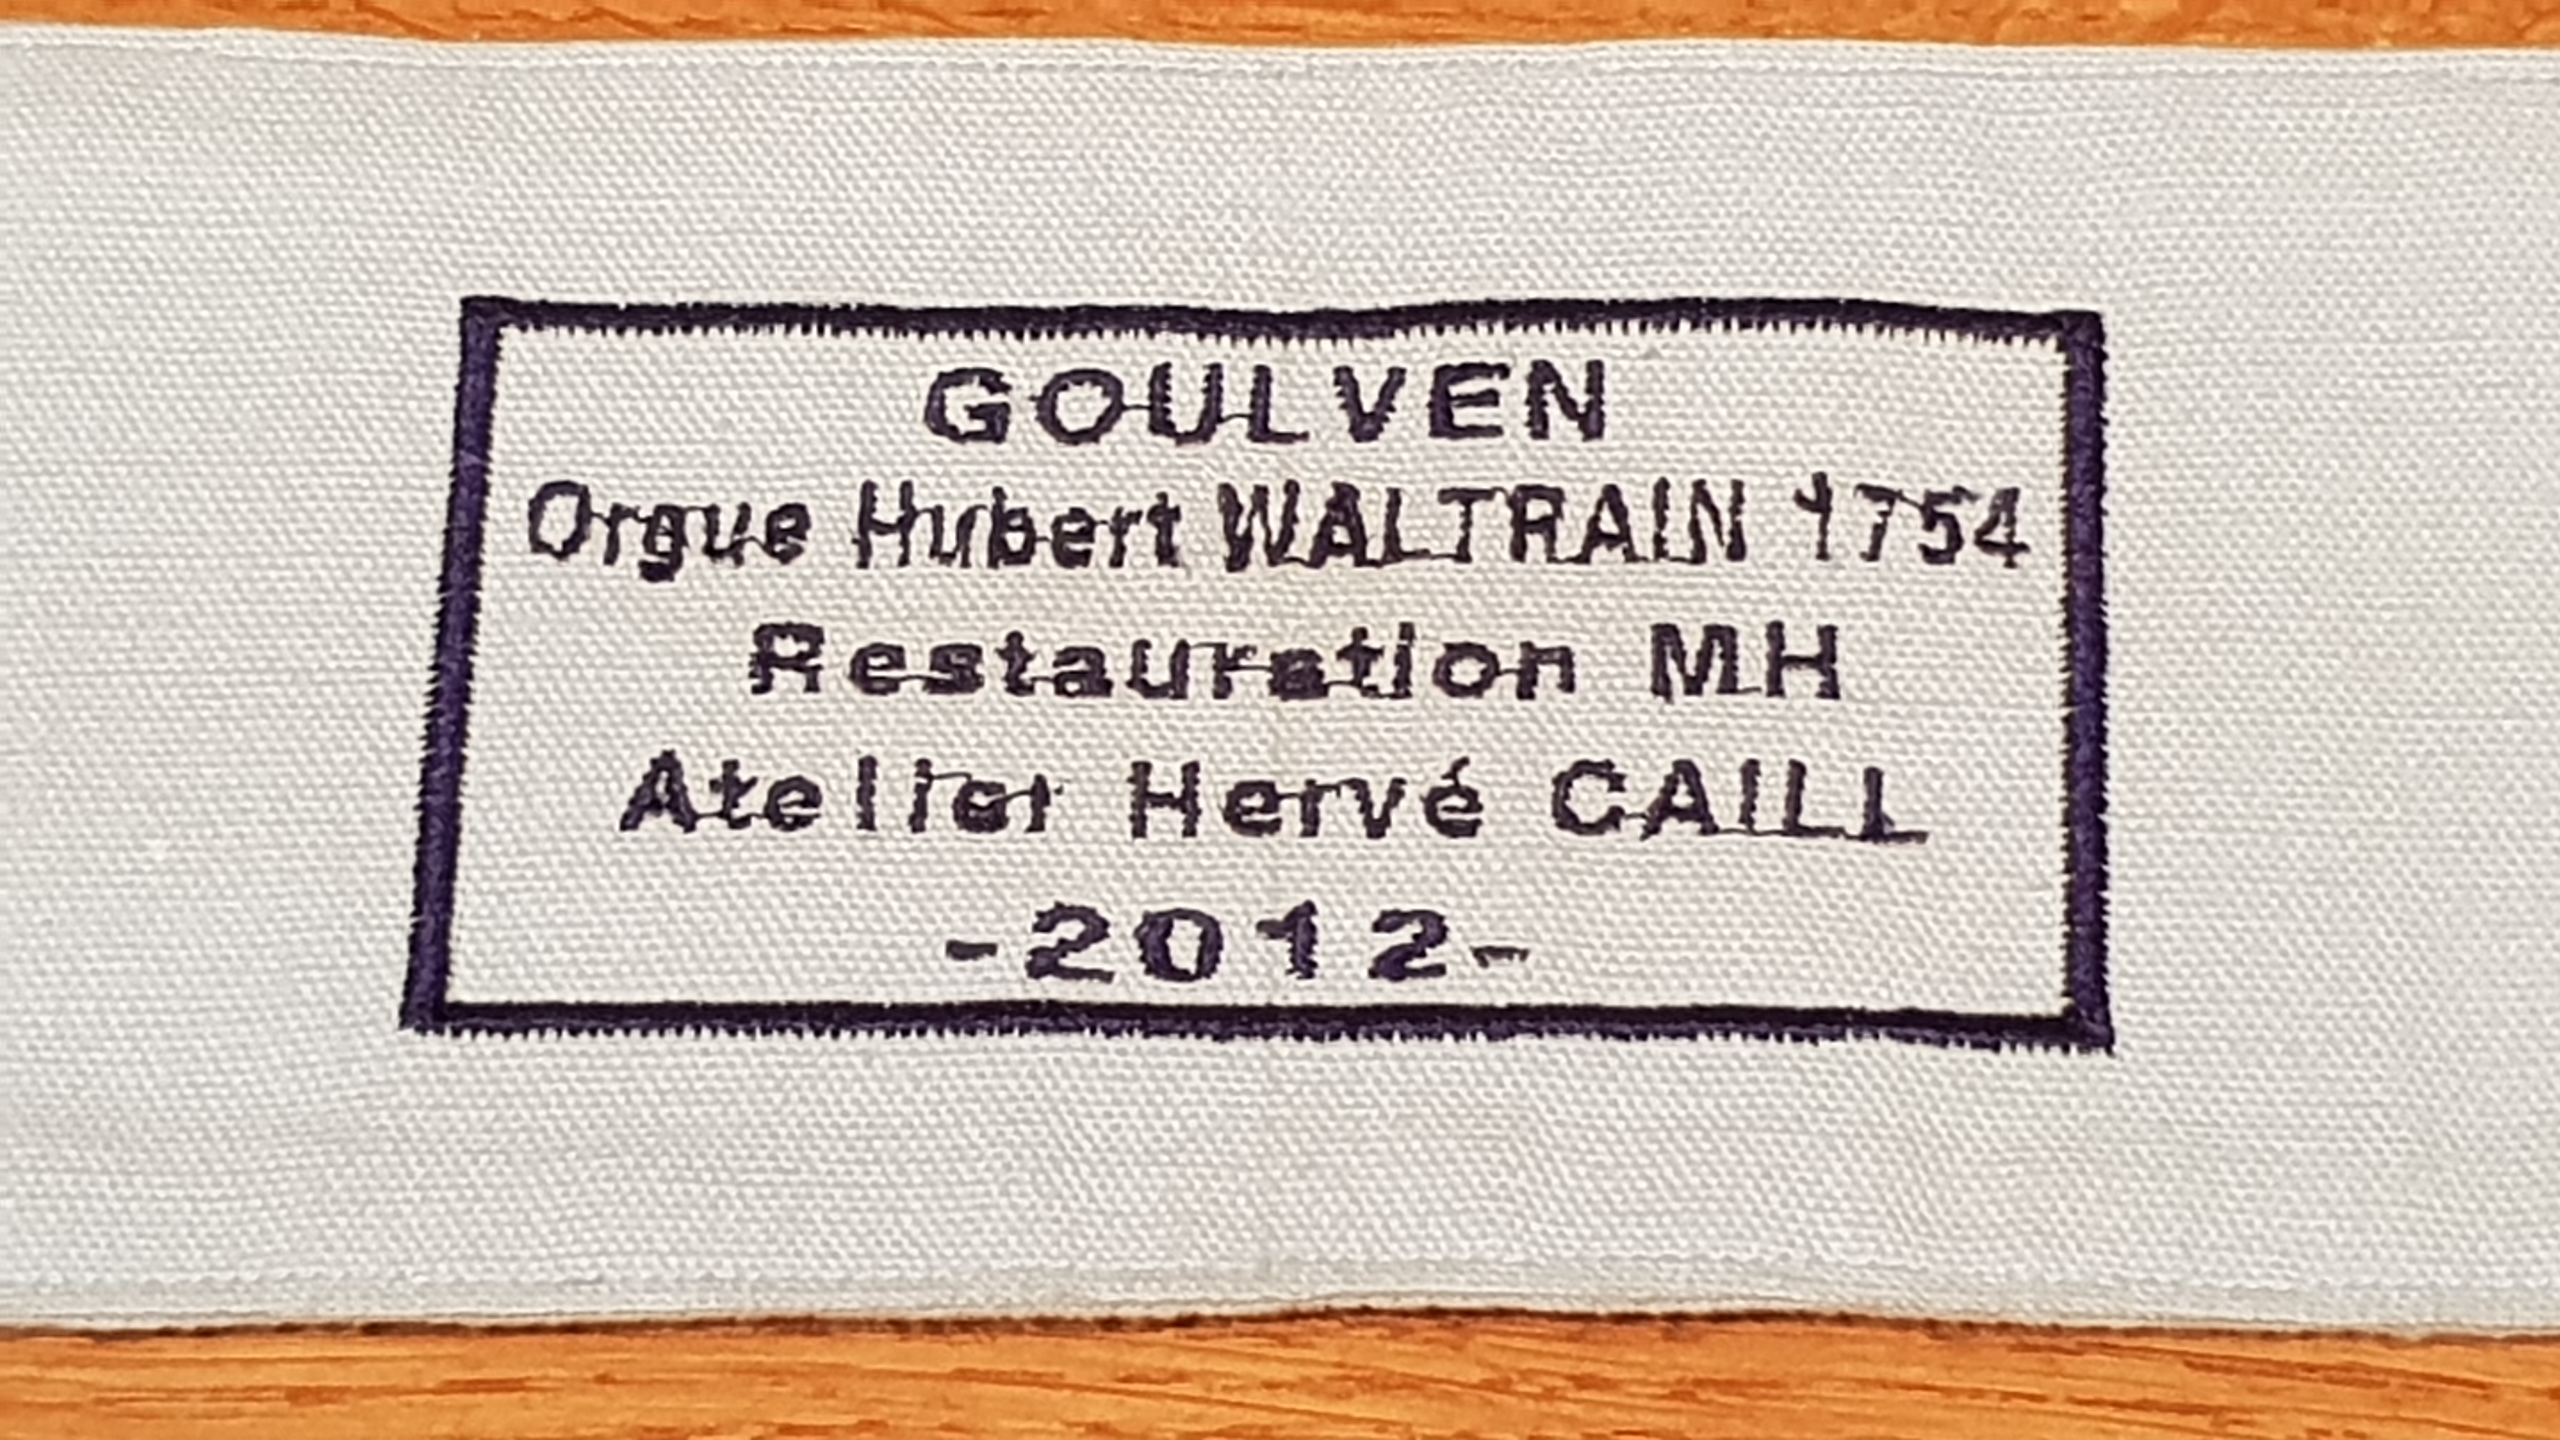 GOULVEN
Orgue Hubert WALTRAIN 1754
Restauration MH
Atelier Hervé CAILL
-2012-